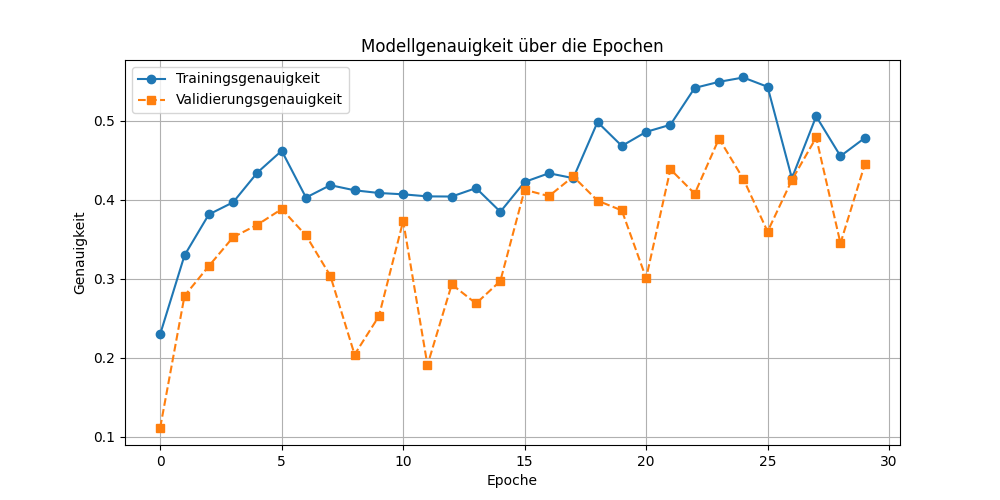 Modellgenauigkeit über die Epochen
Trainingsgenauigkeit
Validierungsgenauigkeit
Genauigkeit
0.5
0.4
0.3
0.2
0.1
0 5 10 15 20 25 30
Epoche